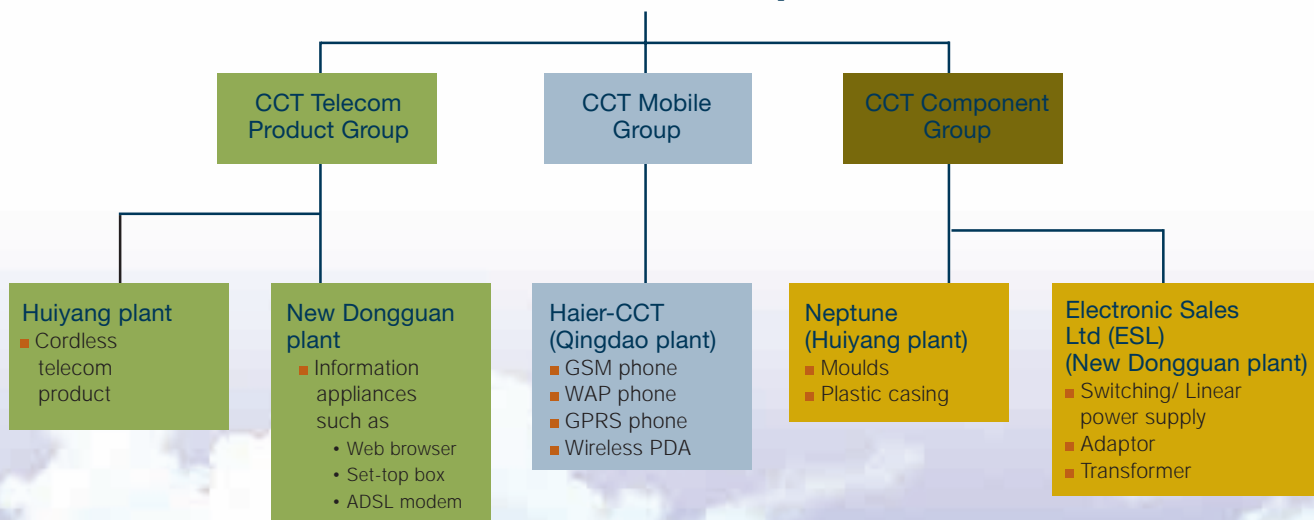 CCT Telecom
Product Group
CCT Mobile
Group
CCT Component
Group
Huiyang plant
■ Cordless
telecom
product
New Dongguan
plant
■ Information
appliances
such as
• Web browser
• Set-top box
• ADSL modem
Haier-CCT
(Qingdao plant)
■ GSM phone
■ WAP phone
■ GPRS phone
■ Wireless PDA
Neptune
(Huiyang plant)
■ Moulds
■ Plastic casing
Electronic Sales
Ltd (ESL)
(New Dongguan plant)
■ Switching/ Linear
power supply
■ Adaptor
■ Transformer